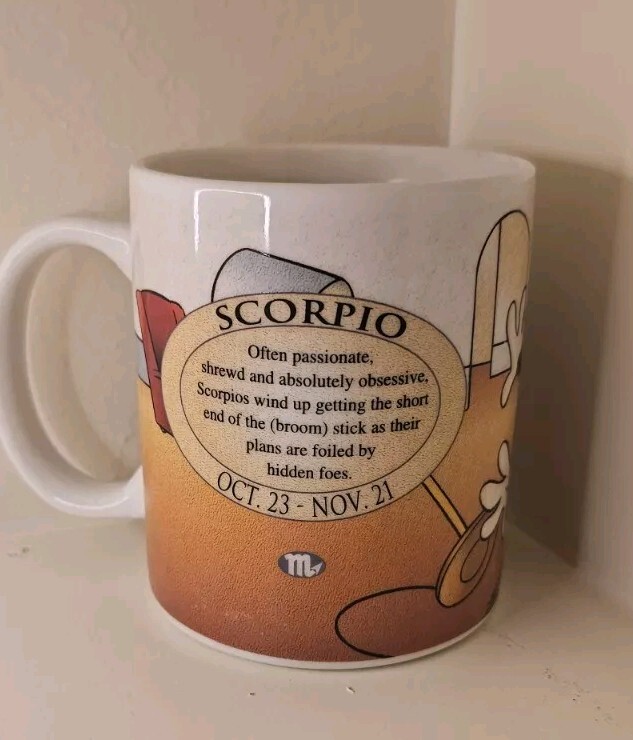 SCORPIO
Often passionate,
shrewd and absolutely obsessive,
Scorpios wind up getting the short
end of the (broom) stick as their
plans are foiled by
hidden foes.
OCT. 23 - NOV. 21